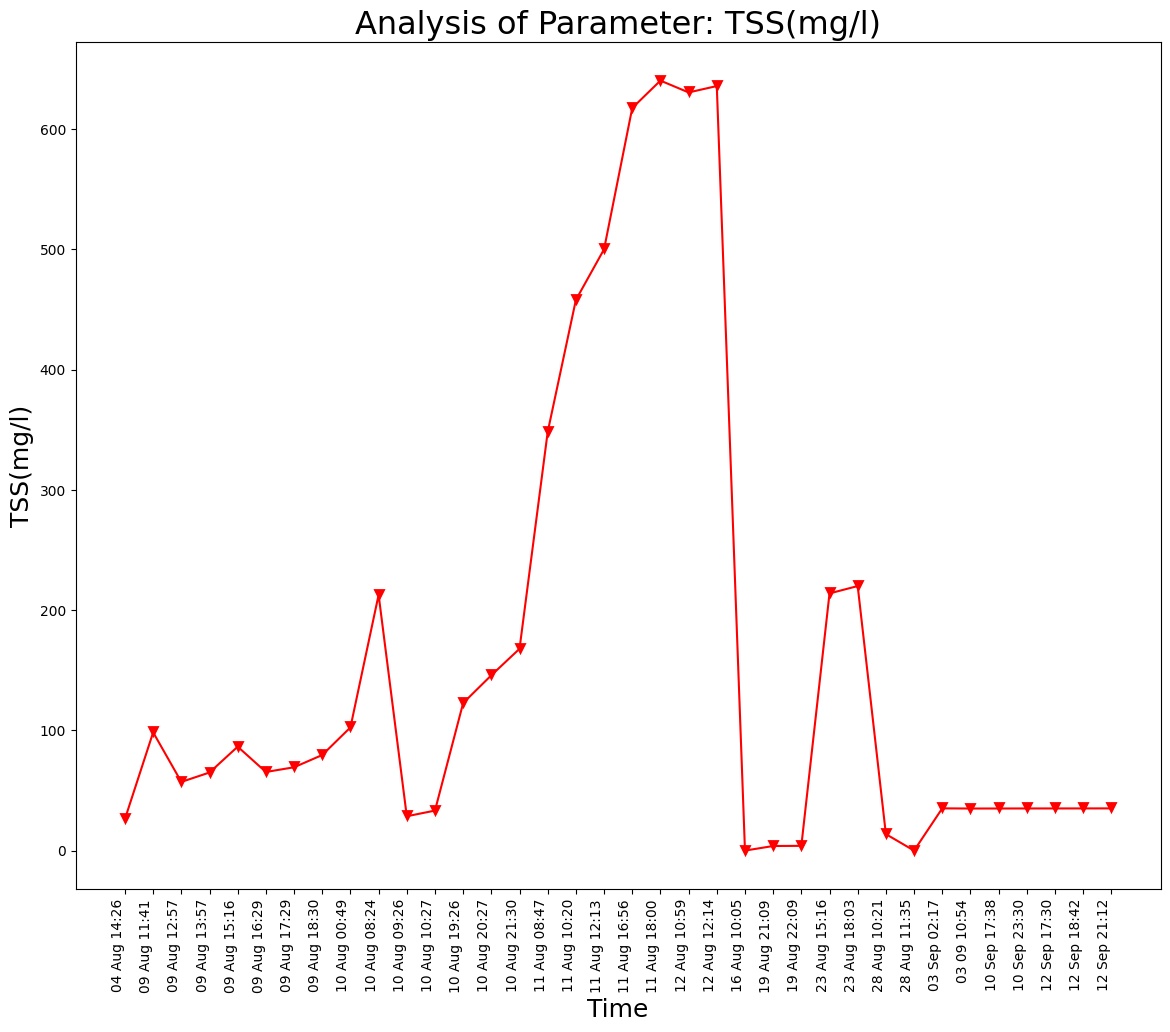 Analysis of Parameter: TSS(mg/l)
TSS(mg/l)
600
500
400
300
200
100
0
04 Aug 14:26
09 Aug 11:41
09 Aug 12:57
09 Aug 13:57
09 Aug 15:16
09 Aug 16:29
09 Aug 17:29
09 Aug 18:30
10 Aug 00:49
10 Aug 08:24
10 Aug 09:26
10 Aug 10:27
10 Aug 19:26
10 Aug 20:27
10 Aug 21:30
11 Aug 08:47
11 Aug 10:20
11 Aug 12:13
11 Aug 16:56
11 Aug 18:00
12 Aug 10:59
12 Aug 12:14
16 Aug 10:05
19 Aug 21:09
19 Aug 22:09
23 Aug 15:16
23 Aug 18:03
28 Aug 10:21
28 Aug 11:35
03 Sep 02:17
03 09 10:54
10 Sep 17:38
10 Sep 23:30
12 Sep 17:30
12 Sep 18:42
12 Sep 21:12
Time